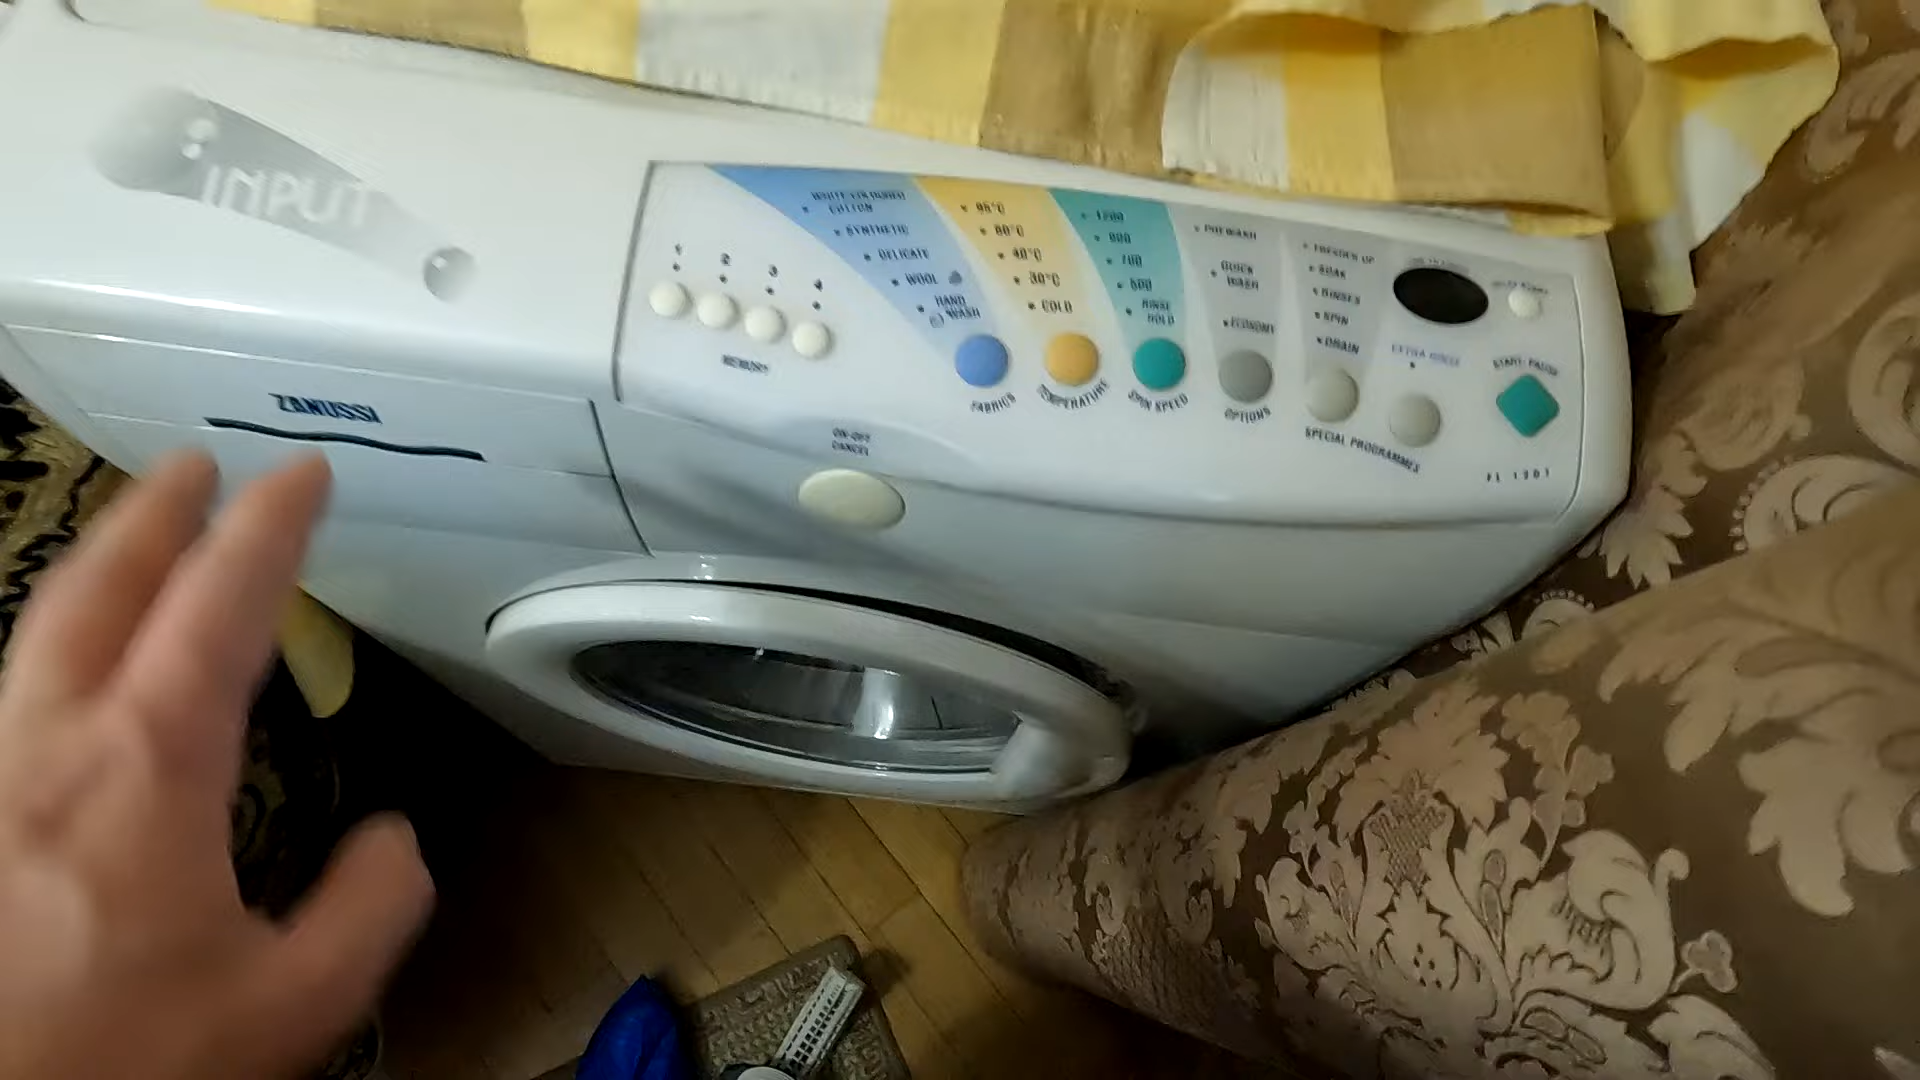 INPUT
ZANUSSI
1
2
3
4
MEMORY
ON-OFF
CANCEL
WHITE-COLOURED
COTTON
SYNTHETIC
DELICATE
WOOL
HAND
WASH
FABRICS
95°C
60°C
40°C
30°C
COLD
TEMPERATURE
1200
900
700
500
RINSE
HOLD
SPIN SPEED
PREWASH
QUICK
WASH
ECONOMY
OPTIONS
FRESHEN UP
SOAK
RINSES
SPIN
DRAIN
SPECIAL PROGRAMMES
EXTRA RINSE
START-PAUSE